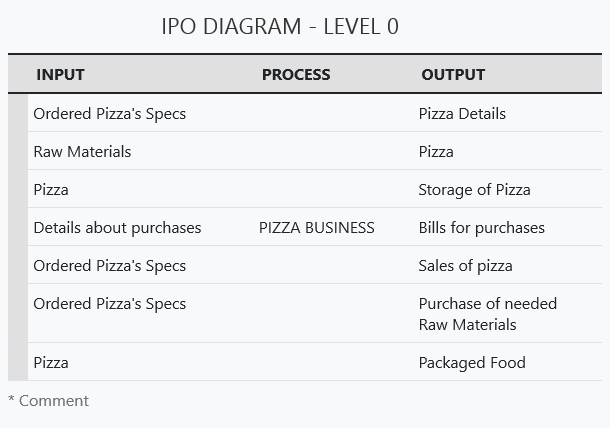 IPO DIAGRAM - LEVEL 0
INPUT PROCESS OUTPUT
Ordered Pizza's Specs Pizza Details
Raw Materials Pizza
Pizza Storage of Pizza
Details about purchases PIZZA BUSINESS Bills for purchases
Ordered Pizza's Specs Sales of pizza
Ordered Pizza's Specs Purchase of needed
Raw Materials
Pizza Packaged Food
* Comment